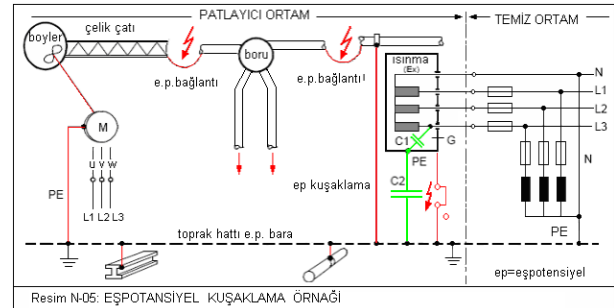 PATLAYICI ORTAM
TEMİZ ORTAM
boyler
çelik çatı
e.p.bağlantı
boru
e.p.bağlantı
ısınma
(Ex)
N
L1
L2
L3
M
u v w
L1 L2 L3
PE
ep kuşaklama
C1
G
PE
C2
N
PE
toprak hattı e.p. bara
ep=eşpotensiyel
Resim N-05: EŞPOTANSİYEL KUŞAKLAMA ÖRNEĞİ